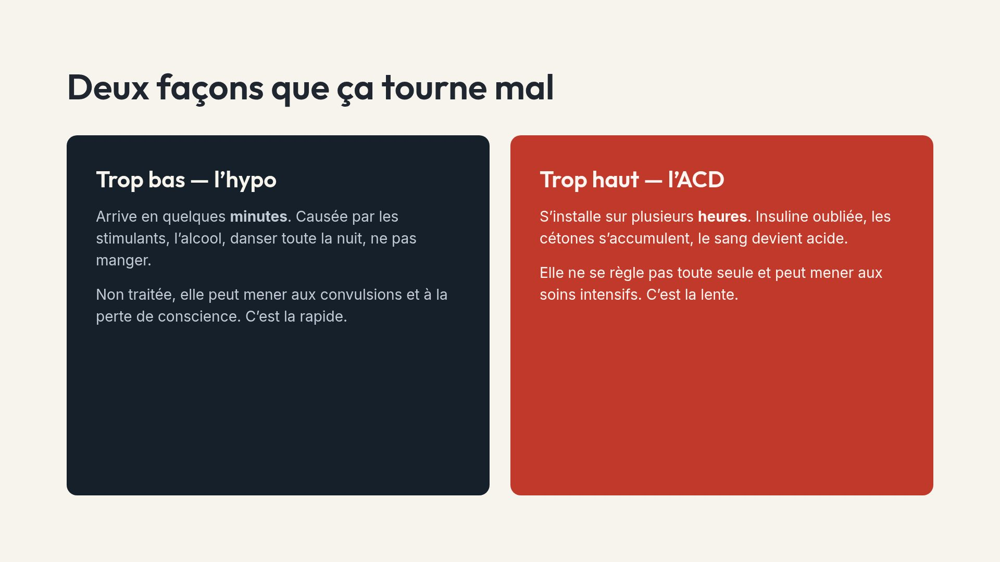 Deux façons que ça tourne mal
Trop bas — l’hypo
Arrive en quelques minutes. Causée par les
stimulants, l’alcool, danser toute la nuit, ne pas
manger.
Non traitée, elle peut mener aux convulsions et à la
perte de conscience. C’est la rapide.
Trop haut — l’ACD
S’installe sur plusieurs heures. Insuline oubliée, les
cétones s’accumulent, le sang devient acide.
Elle ne se règle pas toute seule et peut mener aux
soins intensifs. C’est la lente.